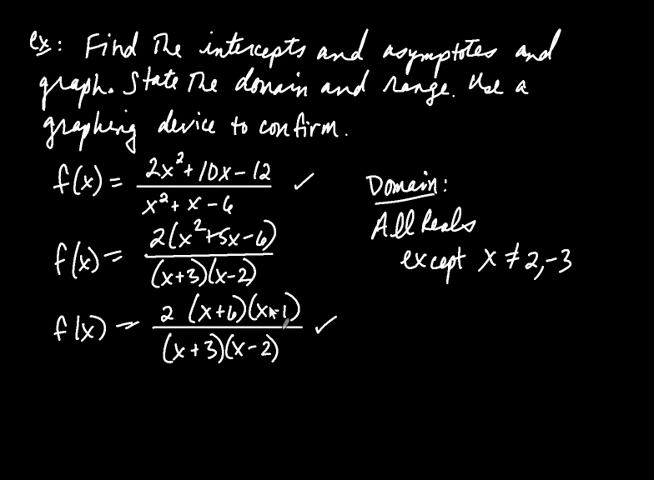 ex: Find The intercepts and asymptotes and
graph. State The domain and range. Use a
graphing device to confirm.
f(x) = 2x²+10x-12 / x²+x-6 ✓
f(x) = 2(x²+5x-6) / (x+3)(x-2)
f(x) = 2 (x+6)(x-1) / (x+3)(x-2) ✓
Domain:
All Reals
except x ≠ 2,-3